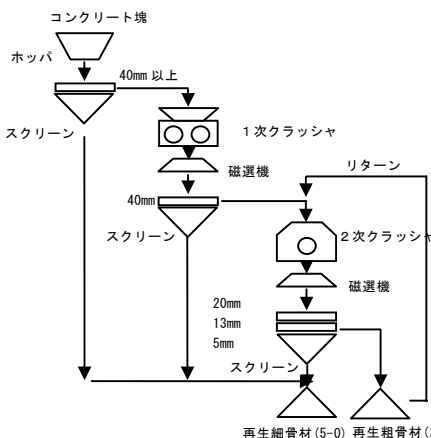 コンクリート塊
ホッパ
40mm 以上
スクリーン
1次クラッシャ
磁選機
リターン
40mm
スクリーン
2次クラッシャ
磁選機
20mm
13mm
5mm
スクリーン
再生細骨材(5-0) 再生粗骨材(